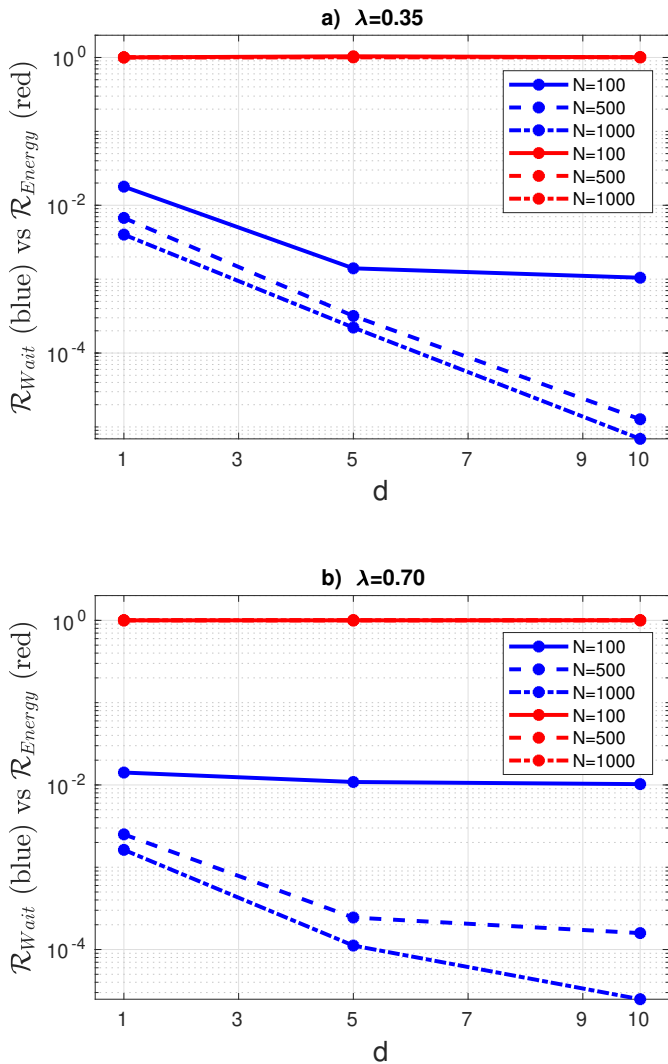 a) λ=0.35
R_Wait (blue) vs R_Energy (red)
10^0
10^-2
10^-4
N=100
N=500
N=1000
N=100
N=500
N=1000
1 3 5 7 9 10
d
b) λ=0.70
R_Wait (blue) vs R_Energy (red)
10^0
10^-2
10^-4
N=100
N=500
N=1000
N=100
N=500
N=1000
1 3 5 7 9 10
d